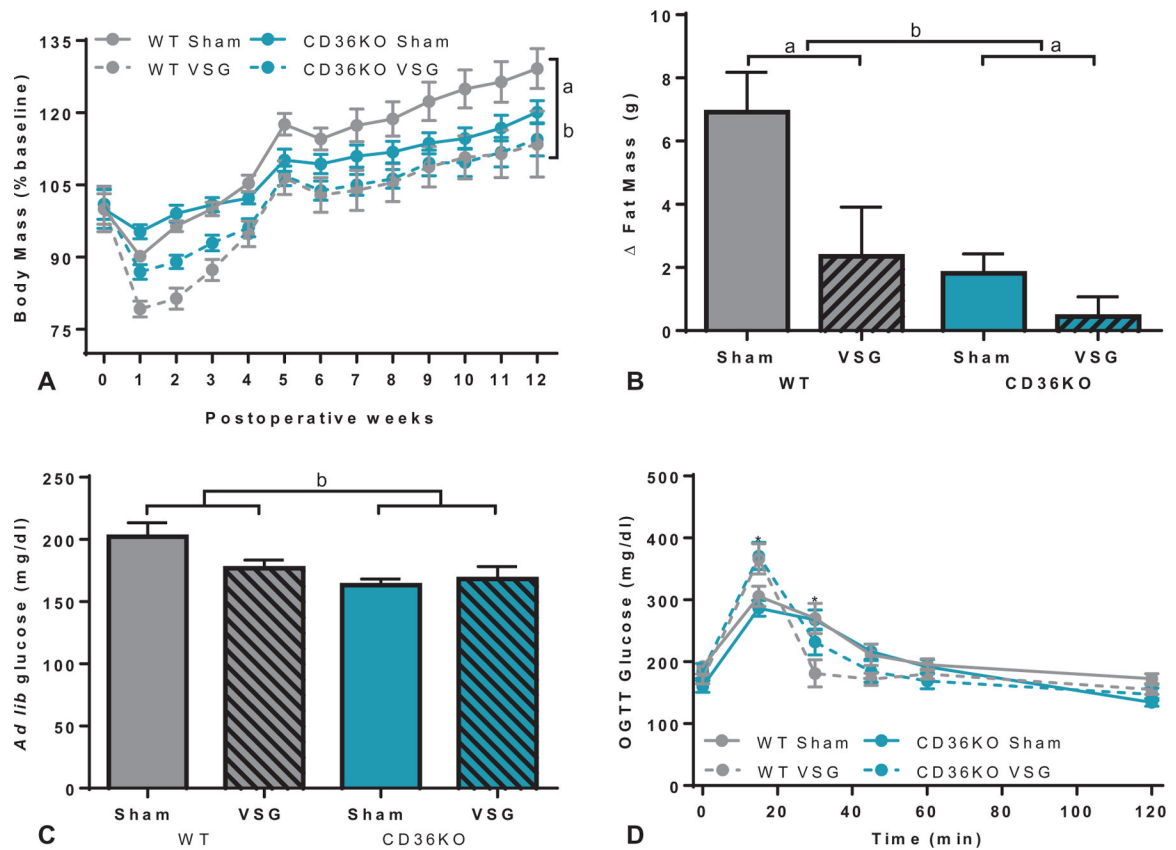 WT Sham CD36KO Sham
WT VSG CD36KO VSG
Body Mass (% baseline)
135
120
105
90
75
a
b
0 1 2 3 4 5 6 7 8 9 10 11 12
Postoperative weeks
A
b
a a
Δ Fat Mass (g)
8
6
4
2
0
Sham VSG Sham VSG
WT CD36KO
B
b
Ad lib glucose (mg/dl)
250
200
150
100
50
0
Sham VSG Sham VSG
WT CD36KO
C
OGTT Glucose (mg/dl)
500
400
300
200
100
0
*
*
WT Sham CD36KO Sham
WT VSG CD36KO VSG
0 20 40 60 80 100 120
Time (min)
D